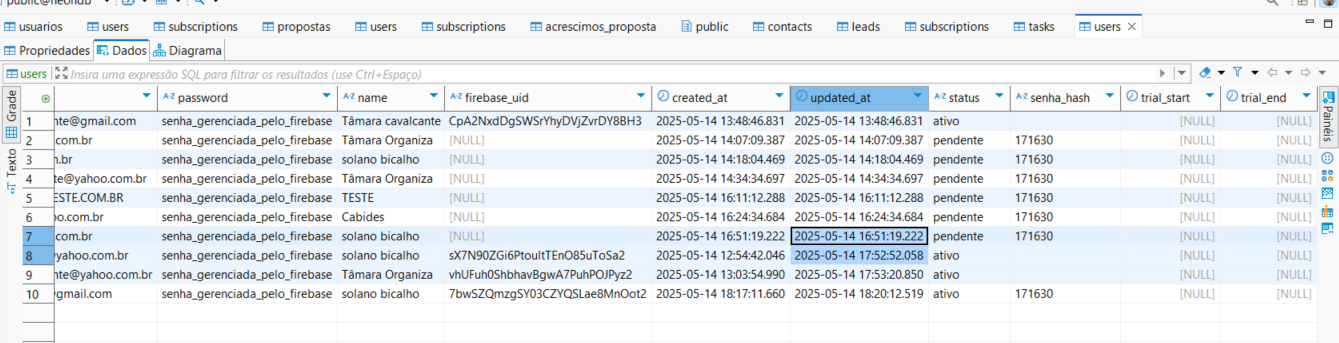 public@neondb
usuarios users subscriptions propostas users subscriptions acrescimos_proposta public contacts leads subscriptions tasks users
Propriedades Dados Diagrama
users Insira uma expressão SQL para filtrar os resultados (use Ctrl+Espaço)
Grade
Texto
Painéis
A-Z password A-Z name A-Z firebase_uid created_at updated_at A-Z status A-Z senha_hash trial_start trial_end
1 nte@gmail.com senha_gerenciada_pelo_firebase Tâmara cavalcante CpA2NxdDgSWSrYhyDVjZvrDY8BH3 2025-05-14 13:48:46.831 2025-05-14 13:48:46.831 ativo [NULL] [NULL]
2 com.br senha_gerenciada_pelo_firebase Tâmara Organiza [NULL] 2025-05-14 14:07:09.387 2025-05-14 14:07:09.387 pendente 171630 [NULL] [NULL]
3 n.br senha_gerenciada_pelo_firebase solano bicalho [NULL] 2025-05-14 14:18:04.469 2025-05-14 14:18:04.469 pendente 171630 [NULL] [NULL]
4 te@yahoo.com.br senha_gerenciada_pelo_firebase Tâmara Organiza [NULL] 2025-05-14 14:34:34.697 2025-05-14 14:34:34.697 pendente 171630 [NULL] [NULL]
5 ESTE.COM.BR senha_gerenciada_pelo_firebase TESTE [NULL] 2025-05-14 16:11:12.288 2025-05-14 16:11:12.288 pendente 171630 [NULL] [NULL]
6 oo.com.br senha_gerenciada_pelo_firebase Cabides [NULL] 2025-05-14 16:24:34.684 2025-05-14 16:24:34.684 pendente 171630 [NULL] [NULL]
7 .com.br senha_gerenciada_pelo_firebase solano bicalho [NULL] 2025-05-14 16:51:19.222 2025-05-14 16:51:19.222 pendente 171630 [NULL] [NULL]
8 yahoo.com.br senha_gerenciada_pelo_firebase solano bicalho sX7N90ZGi6PtoultTEnO85uToSa2 2025-05-14 12:54:42.046 2025-05-14 17:52:52.058 ativo [NULL] [NULL]
9 nte@yahoo.com.br senha_gerenciada_pelo_firebase Tâmara Organiza vhUFuh0ShbhavBgwA7PuhPOJPyz2 2025-05-14 13:03:54.990 2025-05-14 17:53:20.850 ativo [NULL] [NULL]
10 gmail.com senha_gerenciada_pelo_firebase solano bicalho 7bwSZQmzgSY03CZYQSLae8MnOot2 2025-05-14 18:17:11.660 2025-05-14 18:20:12.519 ativo 171630 [NULL] [NULL]